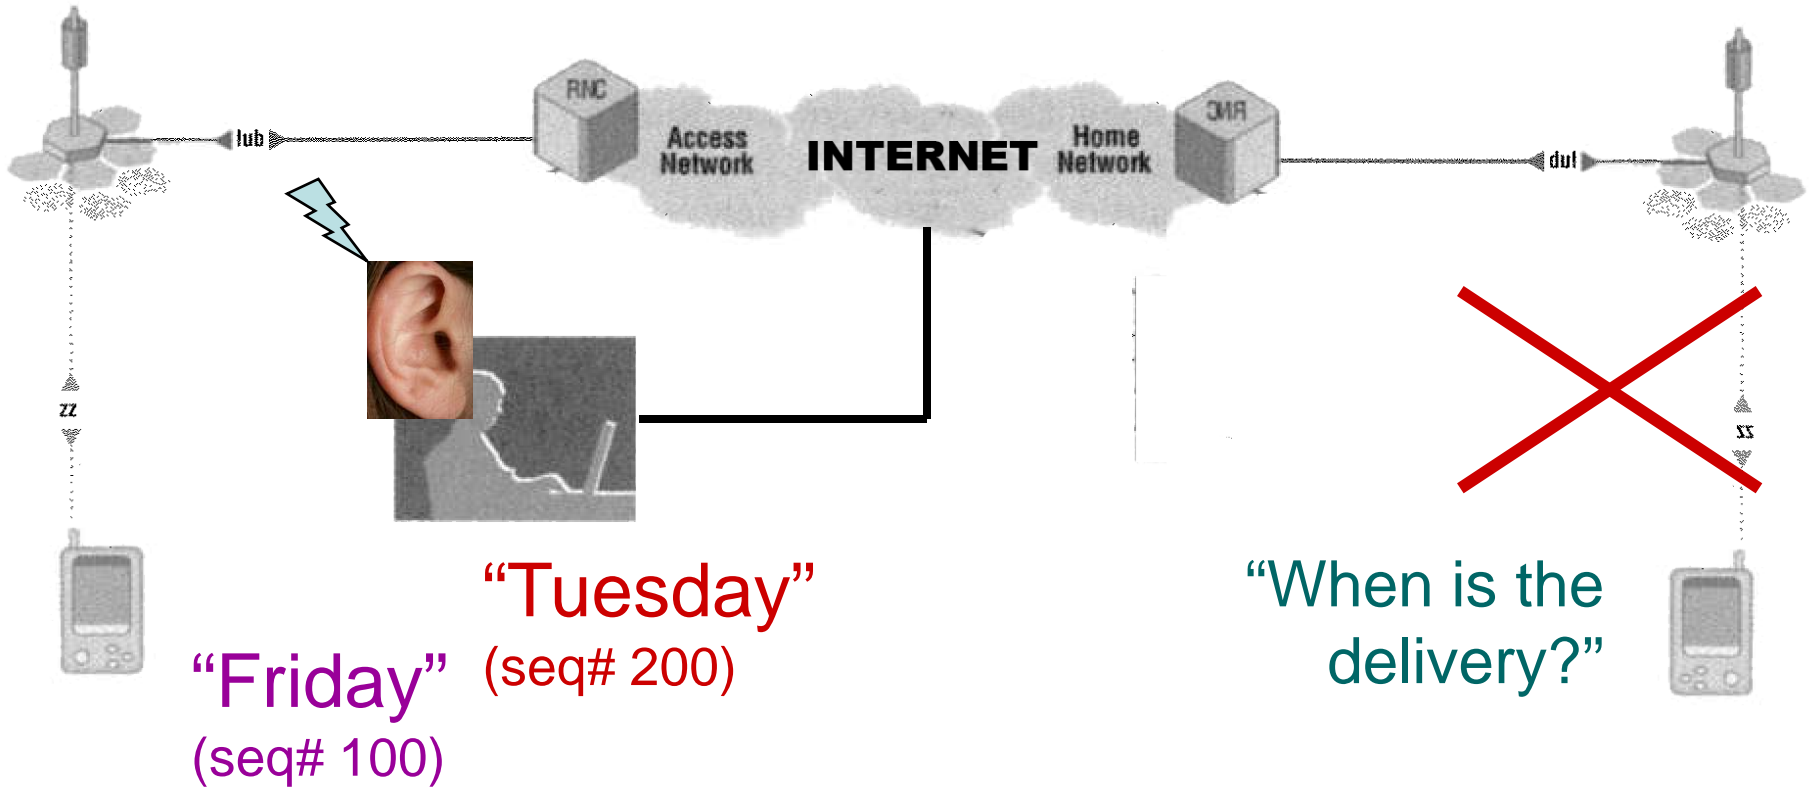 RNC
RNC
Access
Network
INTERNET
Home
Network
Iub
Iub
zz
zz
“Tuesday”
(seq# 200)
“Friday”
(seq# 100)
“When is the
delivery?”